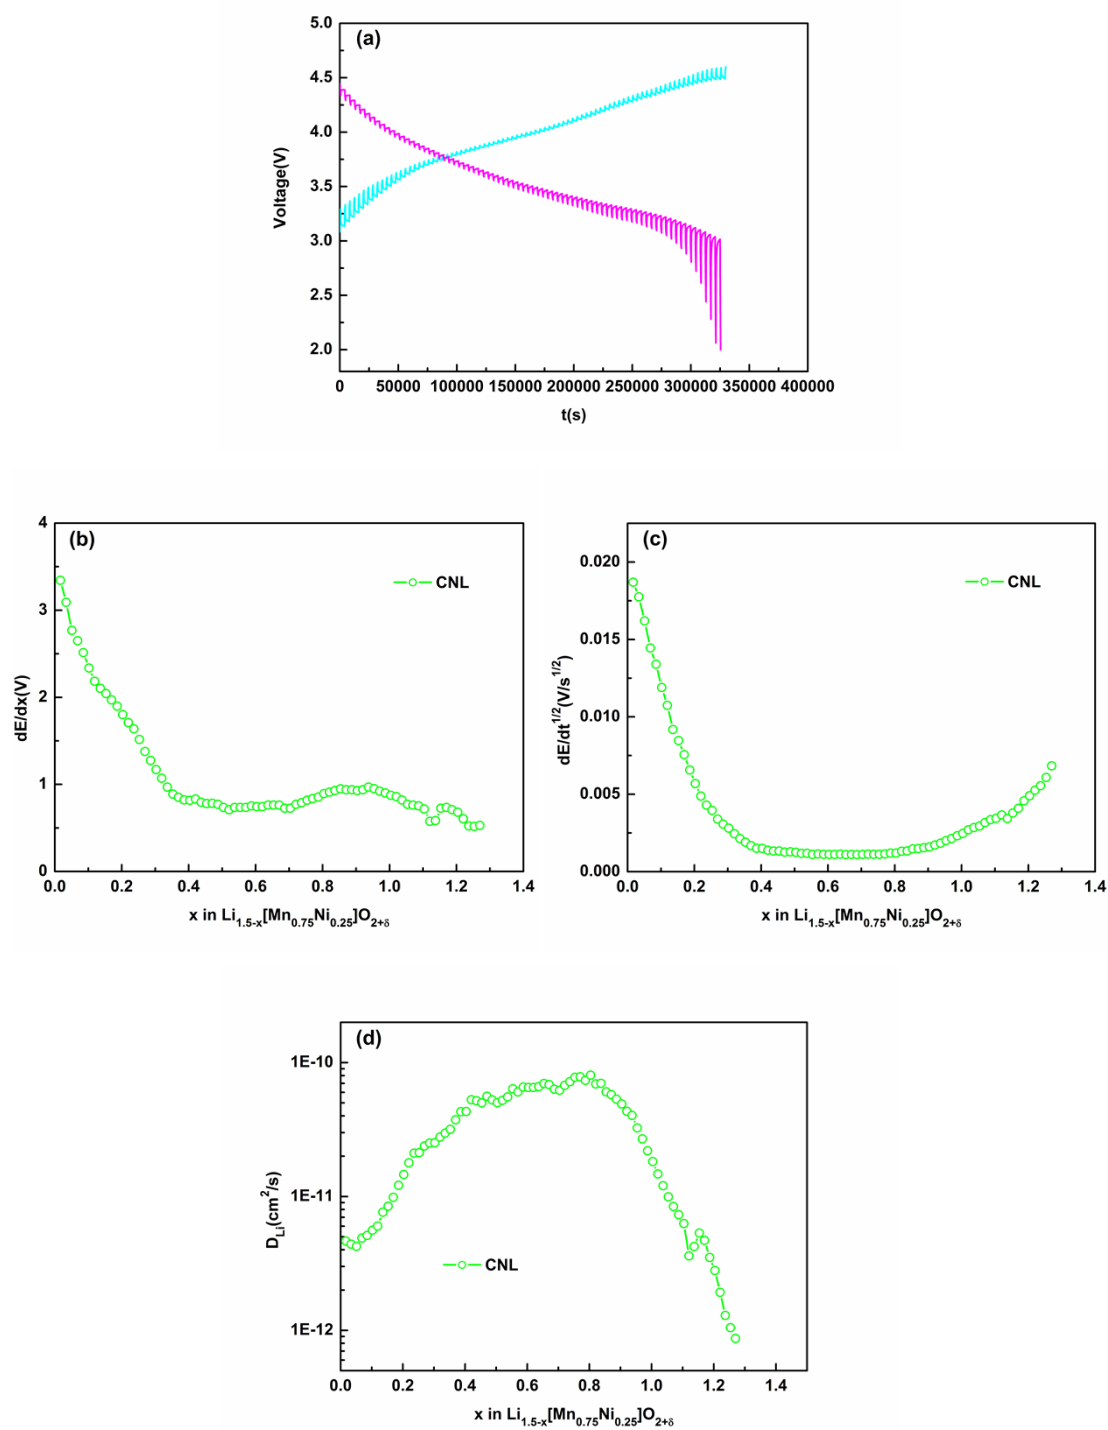 (a)
Voltage(V)
5.0
4.5
4.0
3.5
3.0
2.5
2.0
0 50000 100000 150000 200000 250000 300000 350000 400000
t(s)
(b)
CNL
dE/dx(V)
4
3
2
1
0
0.0 0.2 0.4 0.6 0.8 1.0 1.2 1.4
x in Li1.5-x[Mn0.75Ni0.25]O2+δ
(c)
CNL
dE/dt1/2(V/s1/2)
0.020
0.015
0.010
0.005
0.000
0.0 0.2 0.4 0.6 0.8 1.0 1.2 1.4
x in Li1.5-x[Mn0.75Ni0.25]O2+δ
(d)
DLi(cm2/s)
1E-10
1E-11
1E-12
CNL
0.0 0.2 0.4 0.6 0.8 1.0 1.2 1.4
x in Li1.5-x[Mn0.75Ni0.25]O2+δ